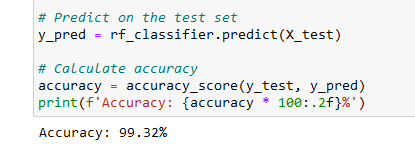 # Predict on the test set
y_pred = rf_classifier.predict(X_test)
# Calculate accuracy
accuracy = accuracy_score(y_test, y_pred)
print(f'Accuracy: {accuracy * 100:.2f}%')
Accuracy: 99.32%